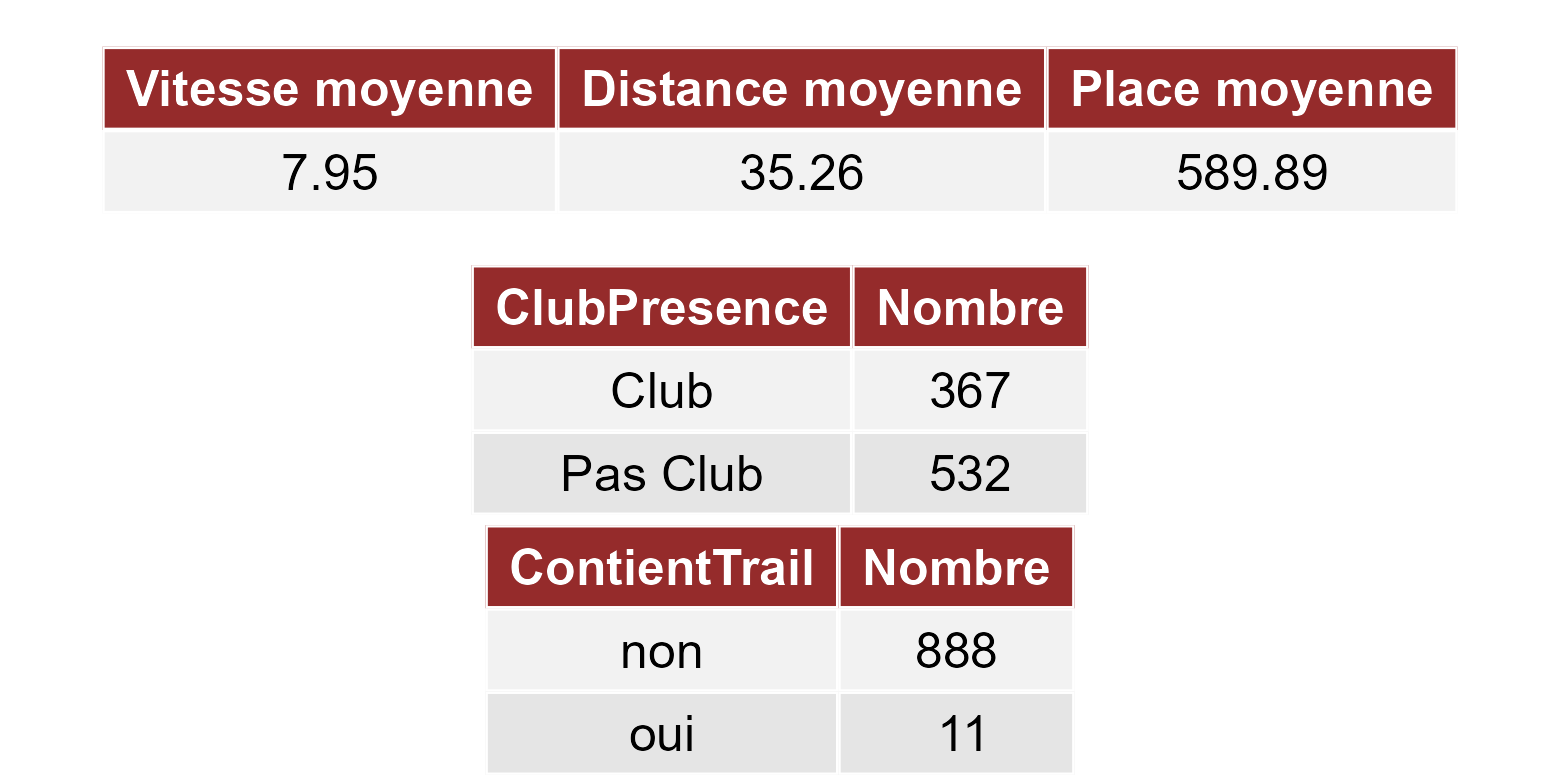 Vitesse moyenne Distance moyenne Place moyenne
7.95 35.26 589.89
ClubPresence Nombre
Club 367
Pas Club 532
ContientTrail Nombre
non 888
oui 11